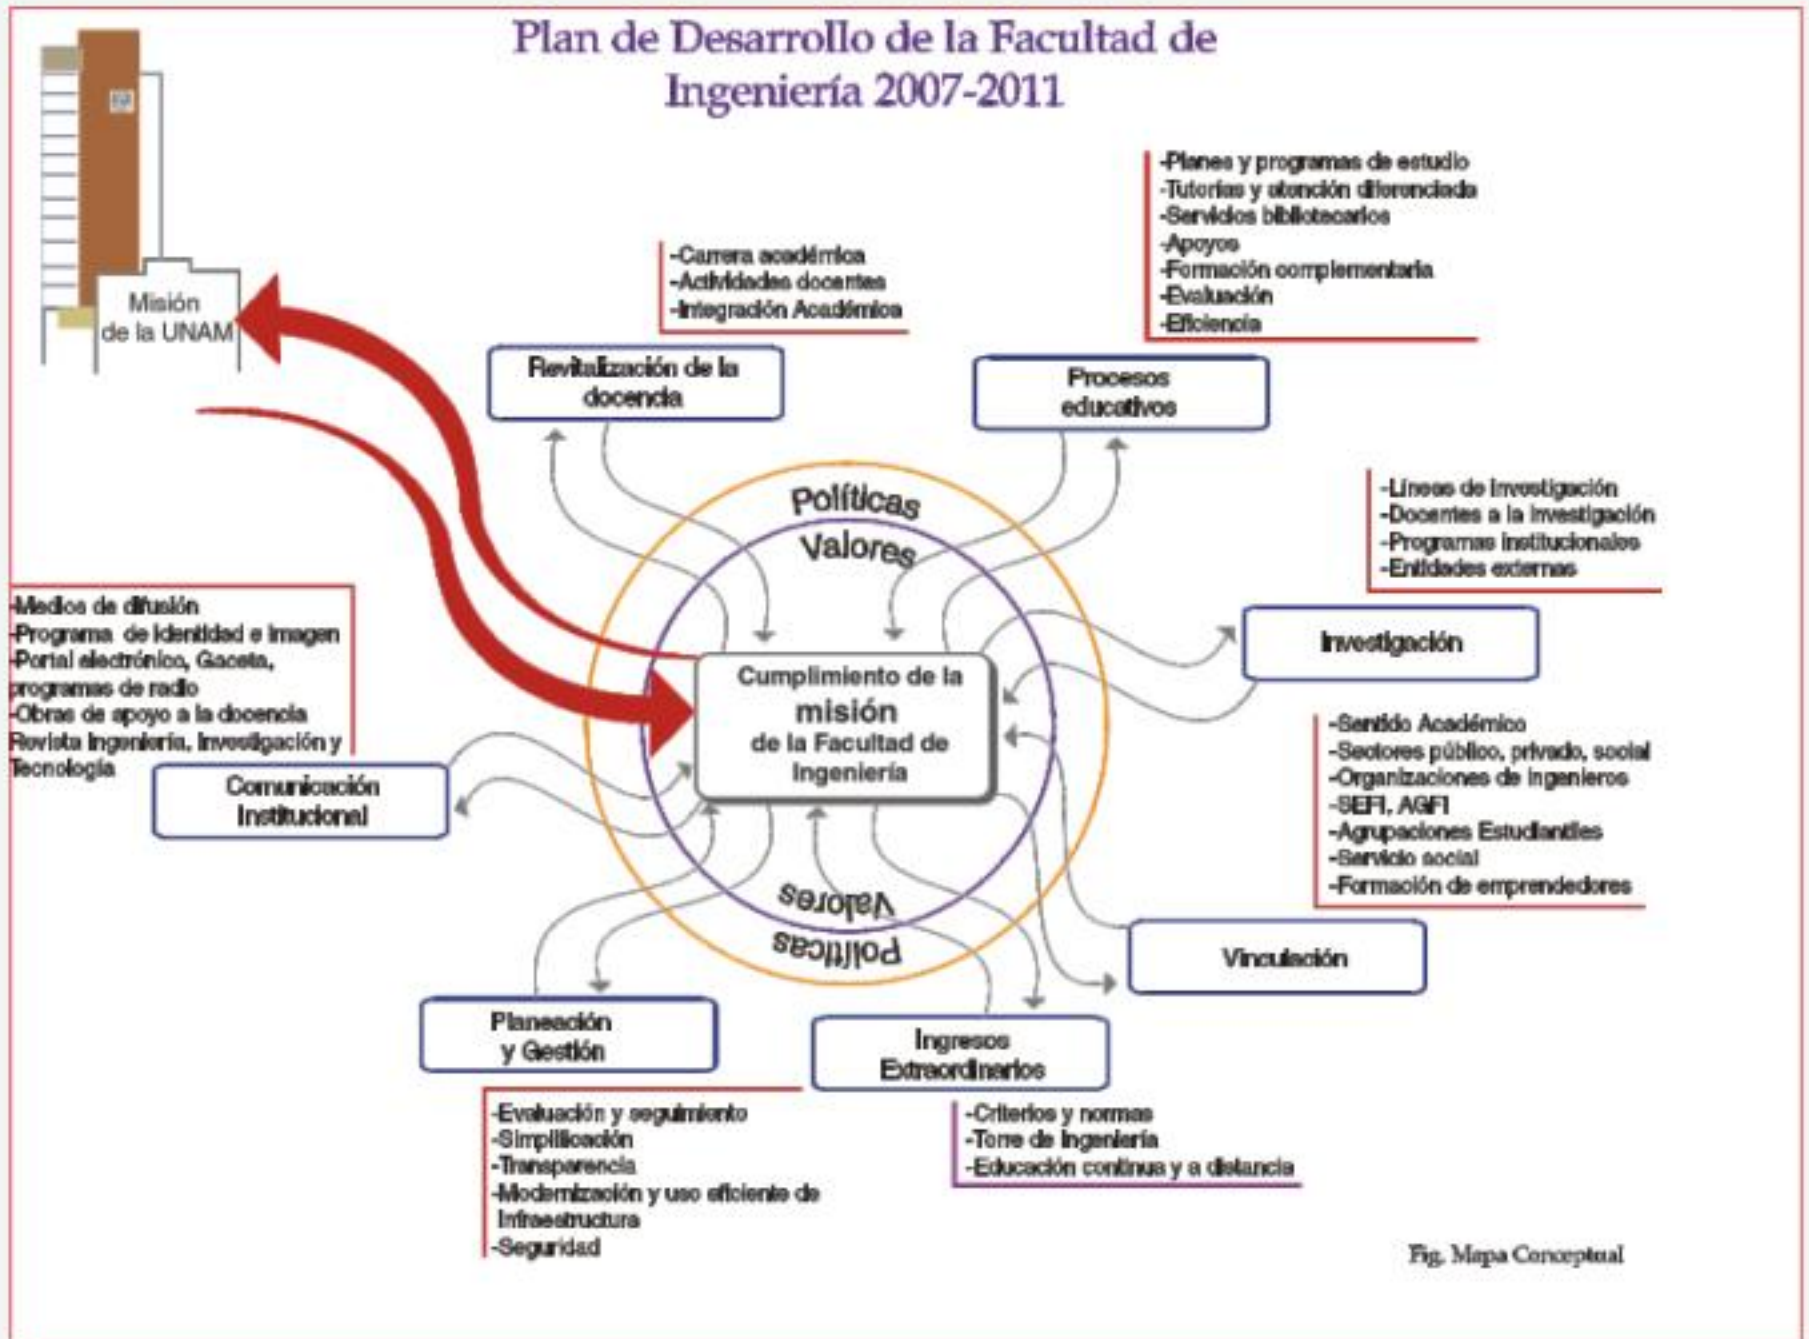 Plan de Desarrollo de la Facultad de
Ingeniería 2007-2011
Misión
de la UNAM
-Carrera académica
-Actividades docentes
-Integración Académica
Revitalización de la
docencia
-Planes y programas de estudio
-Tutorías y atención diferenciada
-Servicios bibliotecarios
-Apoyos
-Formación complementaria
-Evaluación
-Eficiencia
Procesos
educativos
-Líneas de investigación
-Docentes a la investigación
-Programas institucionales
-Entidades externas
Investigación
Políticas
Valores
Cumplimiento de la
misión
de la Facultad de
Ingeniería
Valores
Políticas
-Medios de difusión
-Programa de identidad e imagen
-Portal electrónico, Gaceta,
programas de radio
-Obras de apoyo a la docencia
Revista Ingeniería, Investigación y
Tecnología
Comunicación
Institucional
-Sentido Académico
-Sectores público, privado, social
-Organizaciones de ingenieros
-SEFI, AGFI
-Agrupaciones Estudiantiles
-Servicio social
-Formación de emprendedores
Vinculación
Planeación
y Gestión
-Evaluación y seguimiento
-Simplificación
-Transparencia
-Modernización y uso eficiente de
infraestructura
-Seguridad
Ingresos
Extraordinarios
-Criterios y normas
-Torre de Ingeniería
-Educación continua y a distancia
Fig. Mapa Conceptual